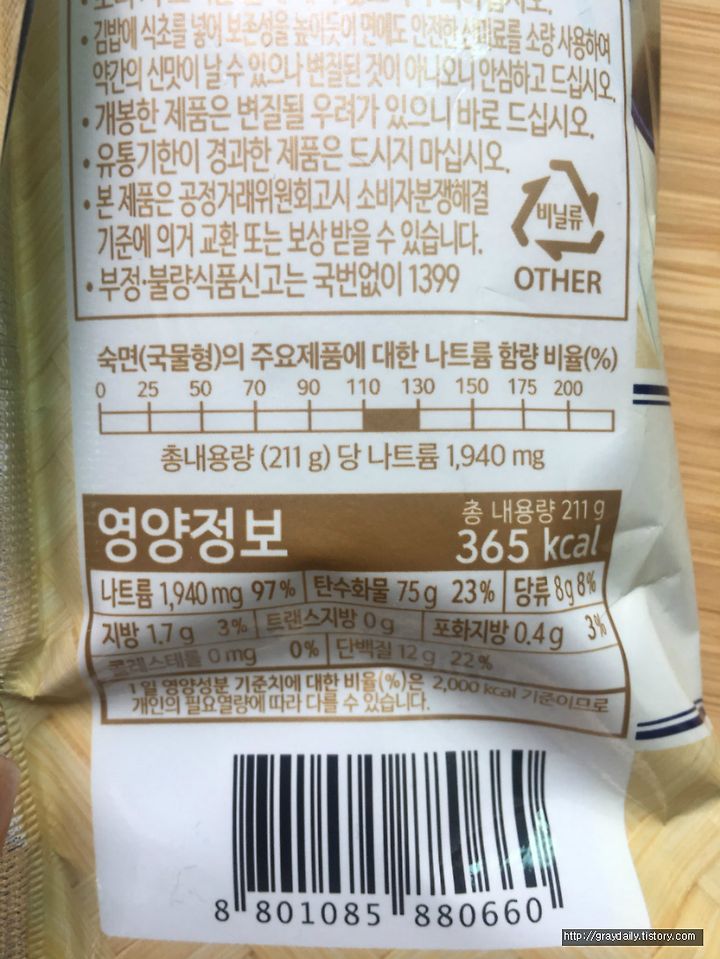 • 김밥에 식초를 넣어 보존성을 높이듯이 면에도 안전한 산미료를 소량 사용하여
약간의 신맛이 날 수 있으나 변질된 것이 아니오니 안심하고 드십시오.
• 개봉한 제품은 변질될 우려가 있으니 바로 드십시오.
• 유통기한이 경과한 제품은 드시지 마십시오.
• 본 제품은 공정거래위원회고시 소비자분쟁해결
기준에 의거 교환 또는 보상 받을 수 있습니다.
• 부정·불량식품신고는 국번없이 1399
비닐류
OTHER
숙면(국물형)의 주요제품에 대한 나트륨 함량 비율(%)
0 25 50 70 90 110 130 150 175 200
총내용량 (211 g) 당 나트륨 1,940 mg
영양정보
총 내용량 211 g
365 kcal
나트륨 1,940 mg 97% 탄수화물 75 g 23% 당류 8 g 8%
지방 1.7 g 3% 트랜스지방 0 g 포화지방 0.4 g 3%
콜레스테롤 0 mg 0% 단백질 12 g 22%
1일 영양성분 기준치에 대한 비율(%)은 2,000 kcal 기준이므로
개인의 필요열량에 따라 다를 수 있습니다.
8 801085 880660
http://graydaily.tistory.com